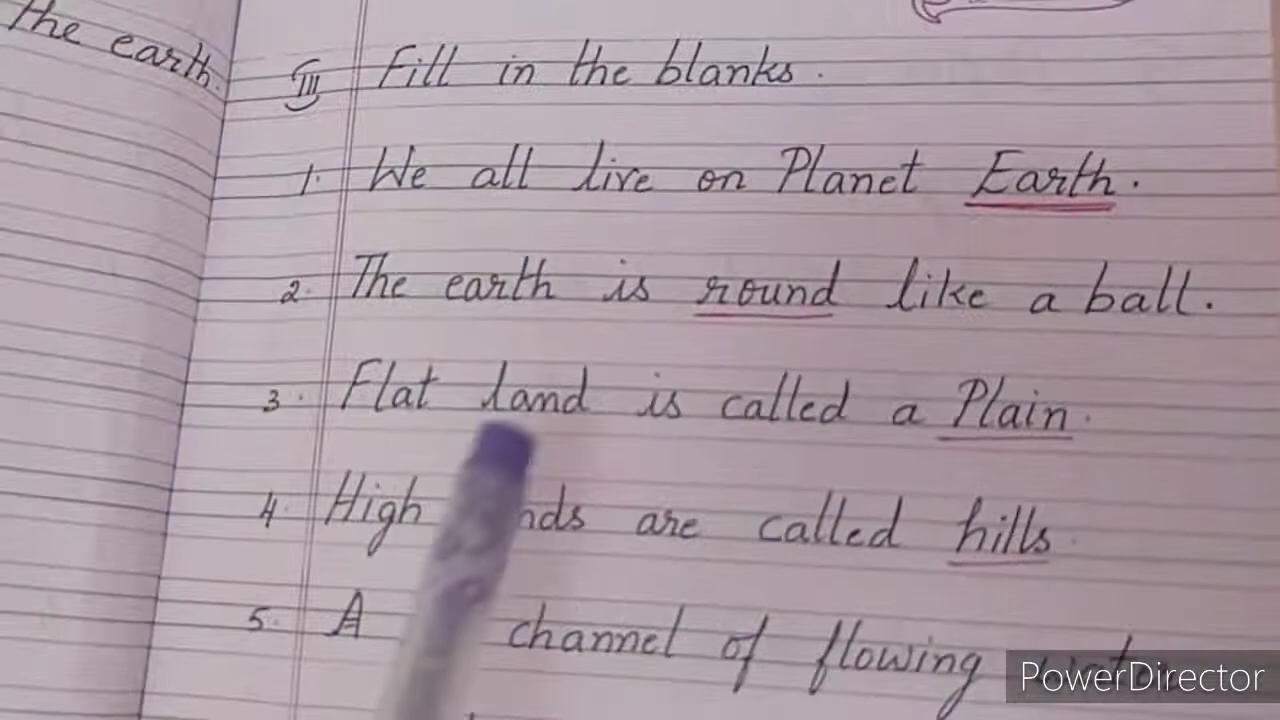 the earth.
III Fill in the blanks.
1. We all live on Planet Earth.
2. The earth is round like a ball.
3. Flat land is called a Plain.
4. High are called hills.
5. A channel of flowing water
PowerDirector